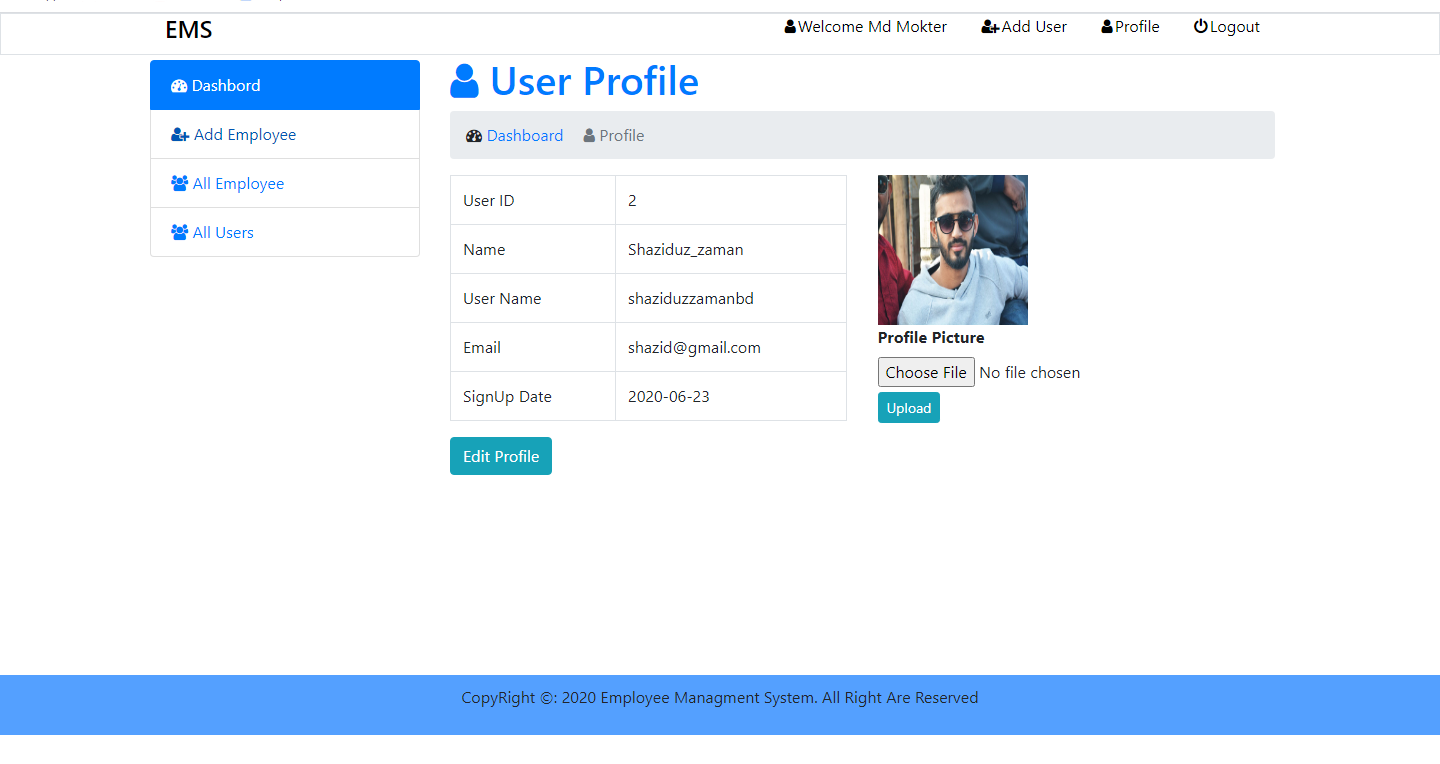 EMS
Welcome Md Mokter Add User Profile Logout
Dashbord
Add Employee
All Employee
All Users
User Profile
Dashboard Profile
User ID 2
Name Shaziduz_zaman
User Name shaziduzzamanbd
Email shazid@gmail.com
SignUp Date 2020-06-23
Edit Profile
Profile Picture
Choose File No file chosen
Upload
CopyRight ©: 2020 Employee Managment System. All Right Are Reserved